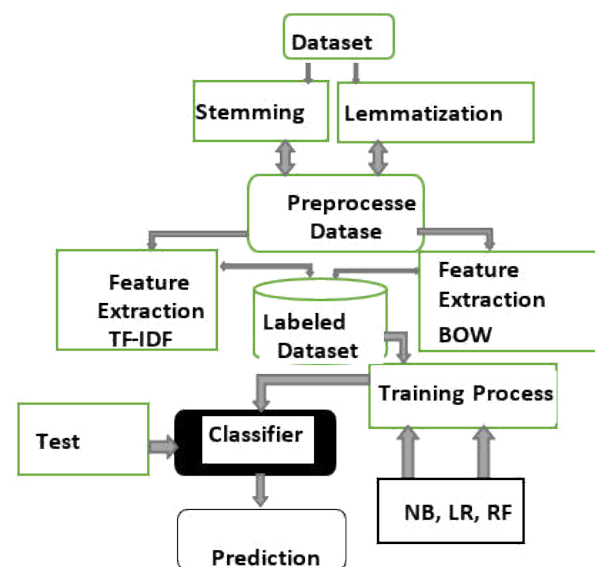 Dataset
Stemming
Lemmatization
Preprocesse
Datase
Feature
Extraction
TF-IDF
Labeled
Dataset
Feature
Extraction
BOW
Training Process
Test
Classifier
NB, LR, RF
Prediction